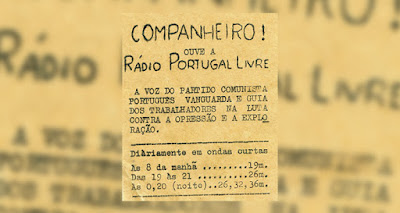 COMPANHEIRO!
OUVE A
RÁDIO PORTUGAL LIVRE
A VOZ DO PARTIDO COMUNISTA
PORTUGUÊS VANGUARDA E GUIA
DOS TRABALHADORES NA LUTA
CONTRA A OPRESSÃO E A EXPLO
RAÇÃO.
Diàriamente em ondas curtas
Às 8 da manhã .........19m.
Das 19 às 21 ..........26m.
Às 0,20 (noite)..26,32,36m.